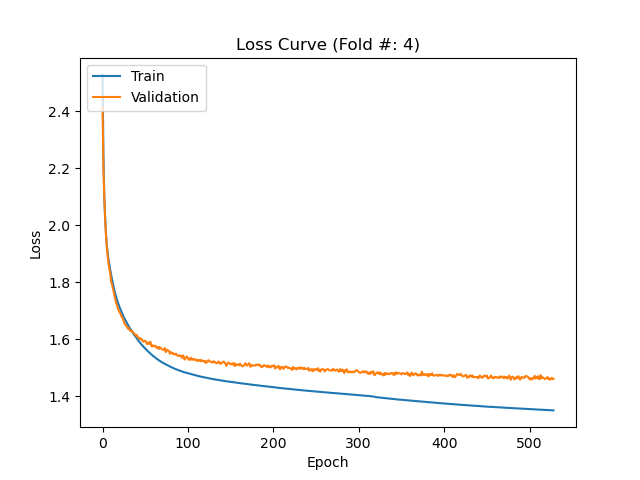 Loss Curve (Fold #: 4)
Train
Validation
2.4
2.2
2.0
1.8
1.6
1.4
Loss
0 100 200 300 400 500
Epoch